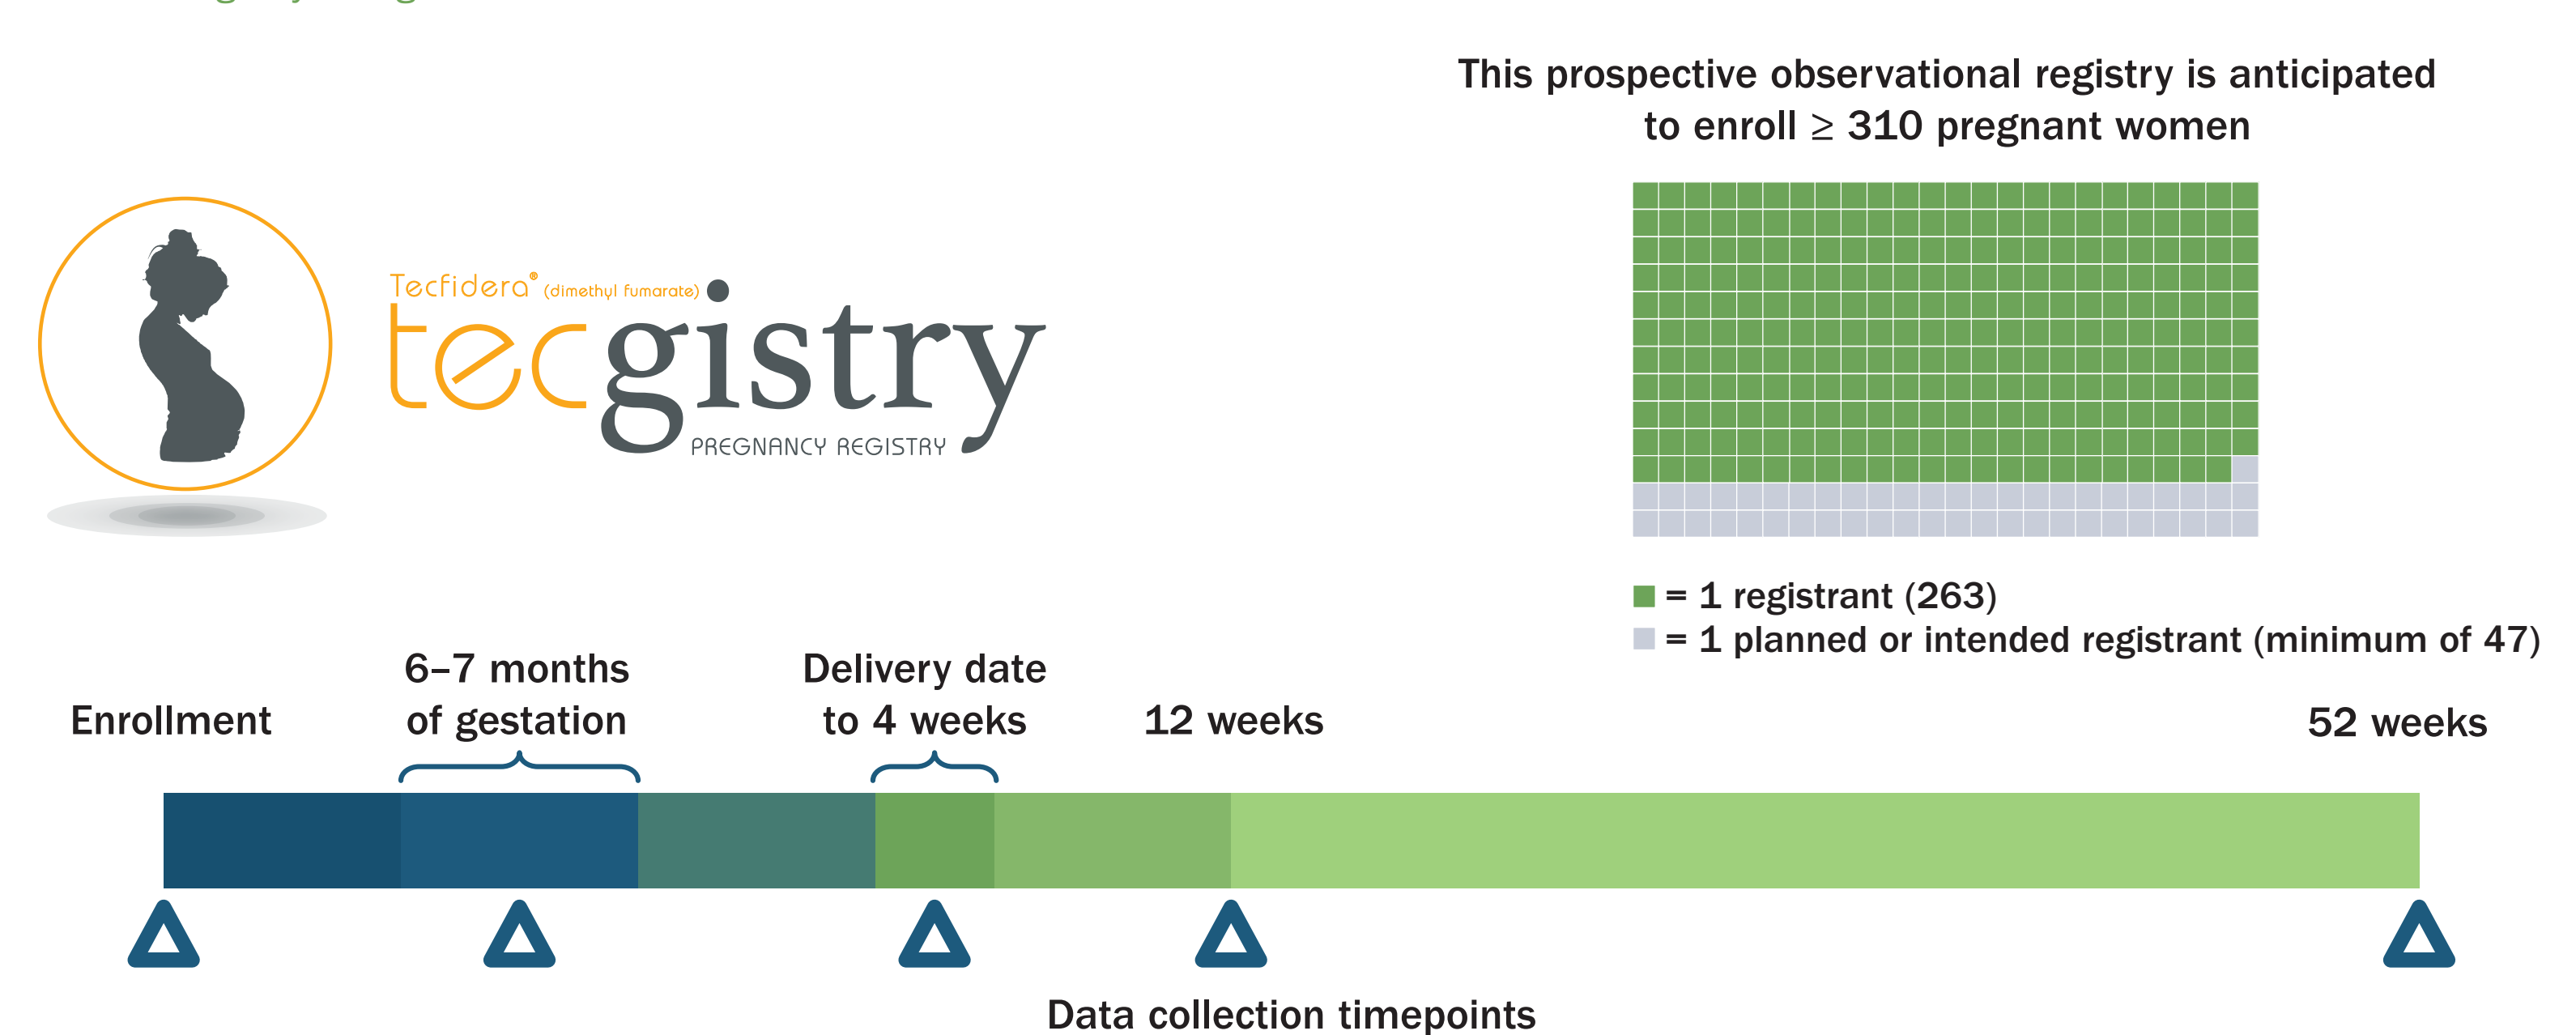 This prospective observational registry is anticipated
to enroll ≥ 310 pregnant women
Tecfidera® (dimethyl fumarate)
tecgistry
PREGNANCY REGISTRY
= 1 registrant (263)
= 1 planned or intended registrant (minimum of 47)
6–7 months
of gestation
Delivery date
to 4 weeks
Enrollment
12 weeks
52 weeks
Data collection timepoints